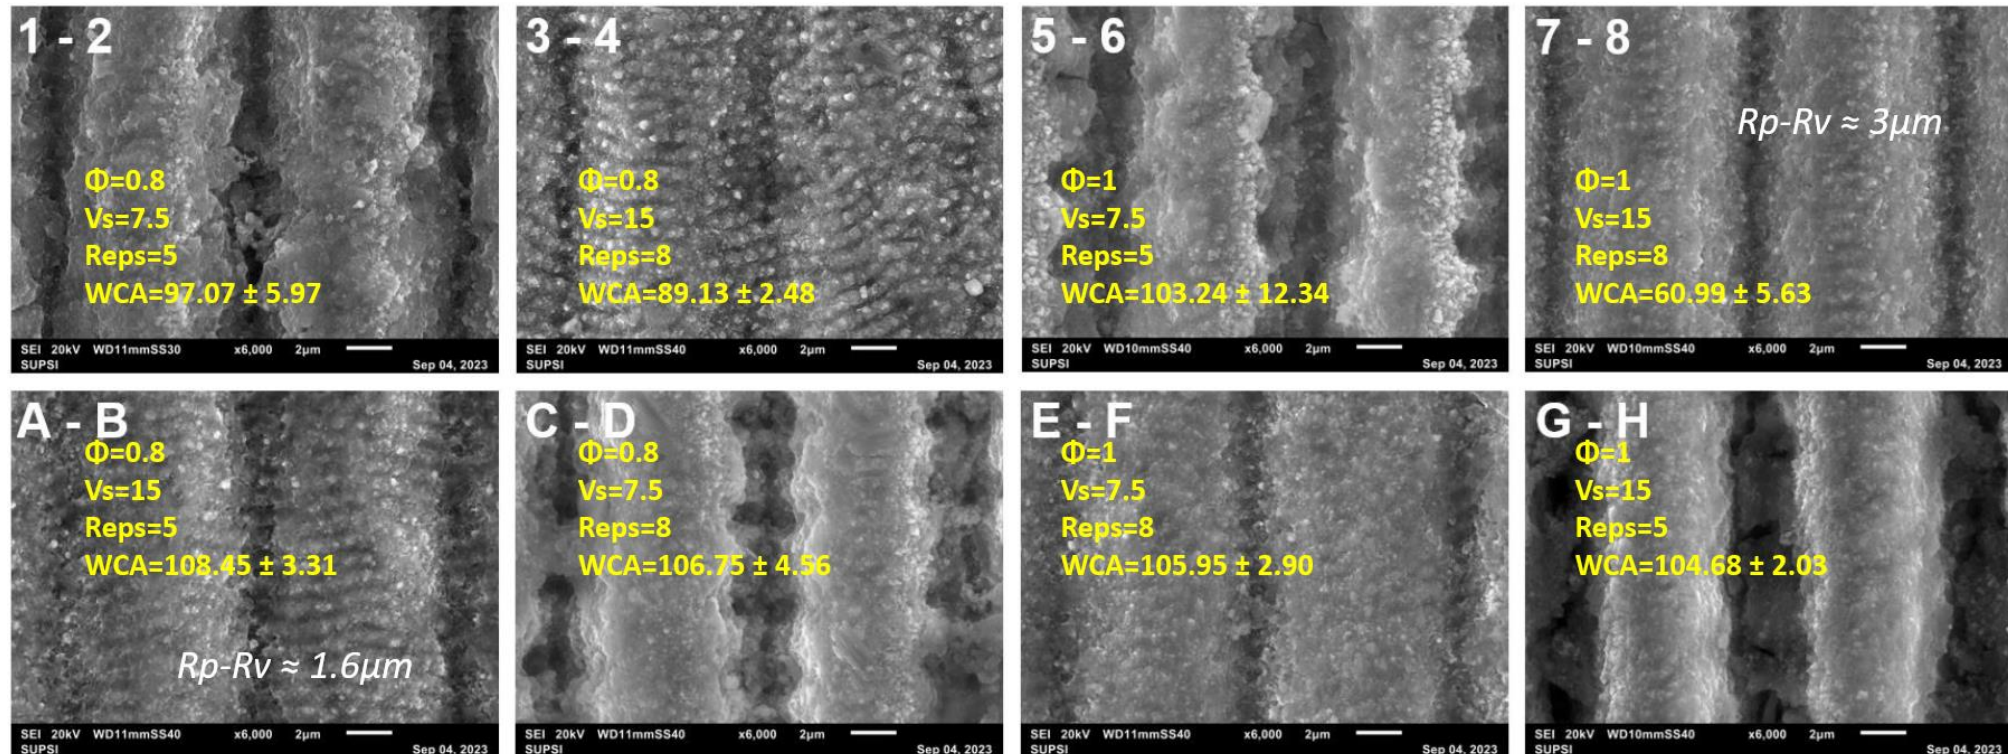 1 - 2
Φ=0.8
Vs=7.5
Reps=5
WCA=97.07 ± 5.97
SEI 20kV WD11mmSS30 x6,000 2µm
SUPSI Sep 04, 2023
3 - 4
Φ=0.8
Vs=15
Reps=8
WCA=89.13 ± 2.48
SEI 20kV WD11mmSS40 x6,000 2µm
SUPSI Sep 04, 2023
5 - 6
Φ=1
Vs=7.5
Reps=5
WCA=103.24 ± 12.34
SEI 20kV WD10mmSS40 x6,000 2µm
SUPSI Sep 04, 2023
7 - 8
Rp-Rv ≈ 3µm
Φ=1
Vs=15
Reps=8
WCA=60.99 ± 5.63
SEI 20kV WD10mmSS40 x6,000 2µm
SUPSI Sep 04, 2023
A - B
Φ=0.8
Vs=15
Reps=5
WCA=108.45 ± 3.31
Rp-Rv ≈ 1.6µm
SEI 20kV WD11mmSS40 x6,000 2µm
SUPSI Sep 04, 2023
C - D
Φ=0.8
Vs=7.5
Reps=8
WCA=106.75 ± 4.56
SEI 20kV WD11mmSS40 x6,000 2µm
SUPSI Sep 04, 2023
E - F
Φ=1
Vs=7.5
Reps=8
WCA=105.95 ± 2.90
SEI 20kV WD11mmSS40 x6,000 2µm
SUPSI Sep 04, 2023
G - H
Φ=1
Vs=15
Reps=5
WCA=104.68 ± 2.03
SEI 20kV WD10mmSS40 x6,000 2µm
SUPSI Sep 04, 2023